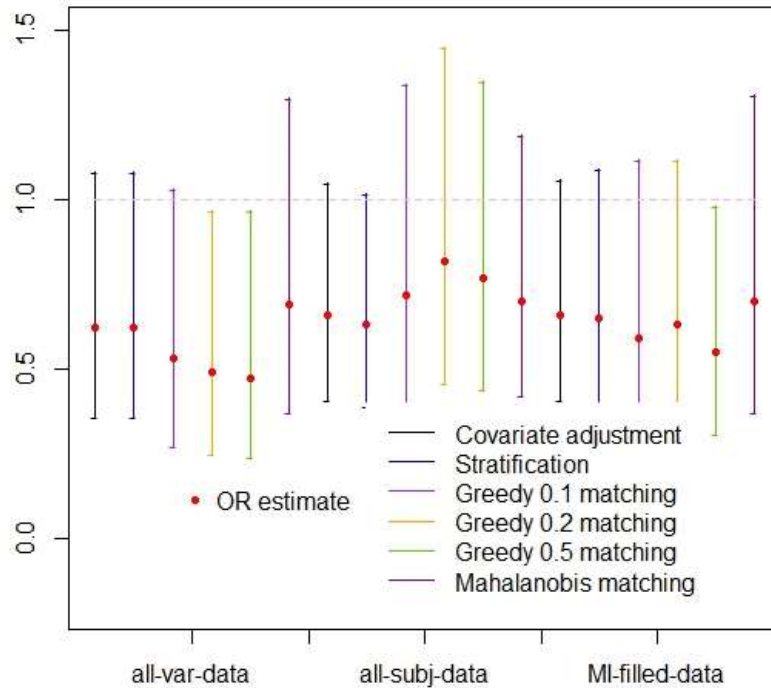 1.5
1.0
0.5
0.0
Covariate adjustment
Stratification
Greedy 0.1 matching
Greedy 0.2 matching
Greedy 0.5 matching
Mahalanobis matching
OR estimate
all-var-data
all-subj-data
MI-filled-data